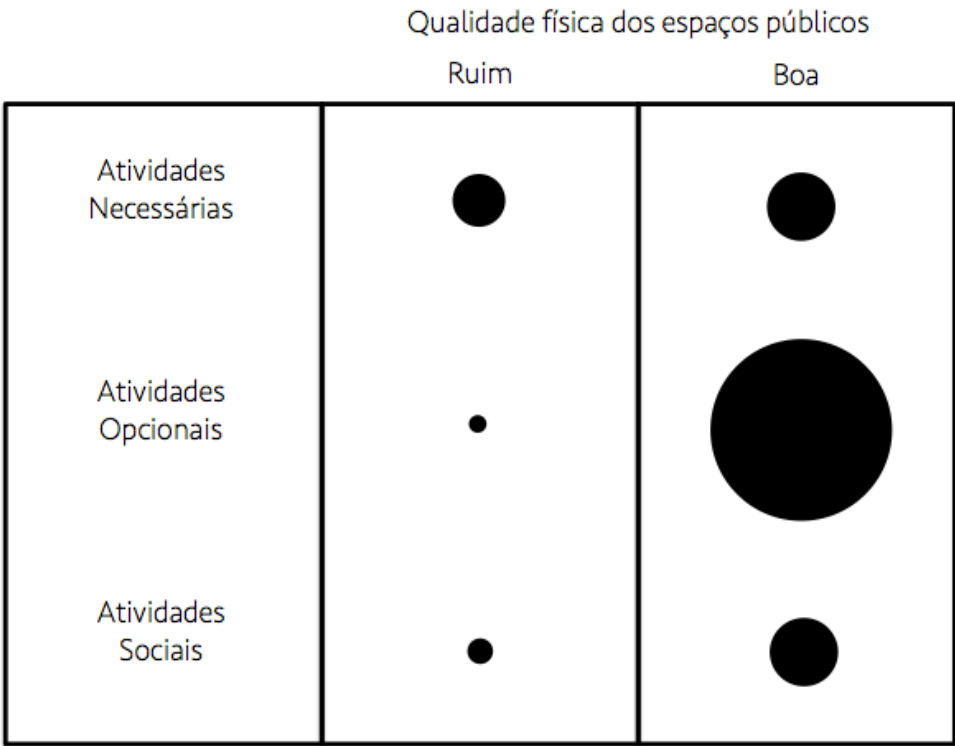 Qualidade física dos espaços públicos
Ruim
Boa
Atividades
Necessárias
Atividades
Opcionais
Atividades
Sociais